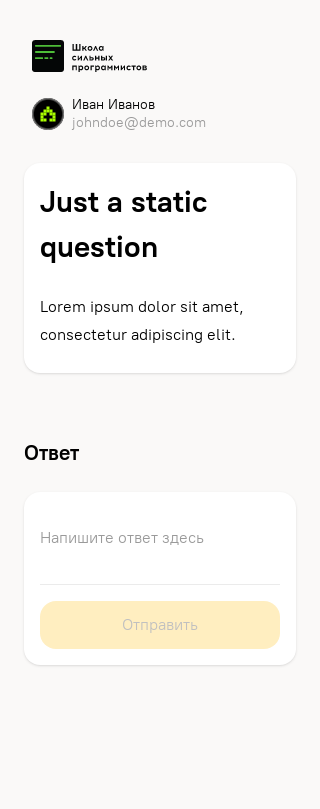 Школа
сильных
программистов
Иван Иванов
johndoe@demo.com
Just a static
question
Lorem ipsum dolor sit amet,
consectetur adipiscing elit.
Ответ
Напишите ответ здесь
Отправить